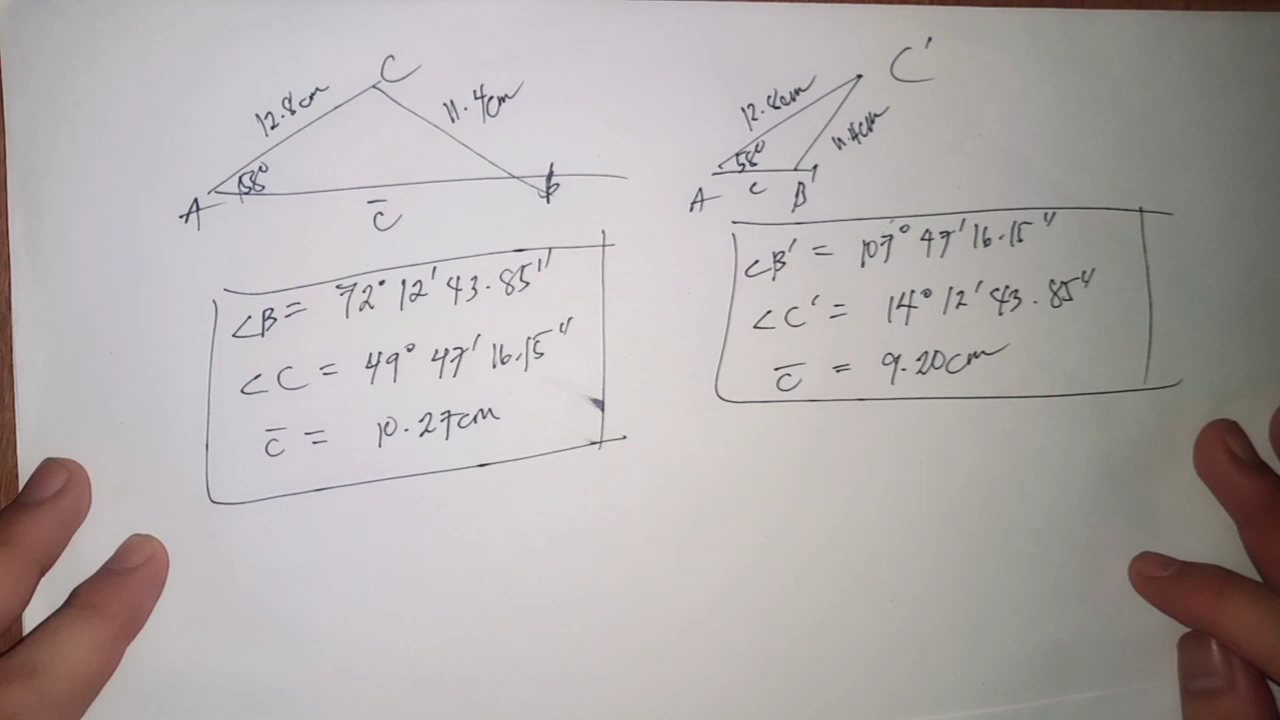 C
12.8cm
11.4cm
58°
A
B
c̅
∠B = 72° 12' 43.85"
∠C = 49° 47' 16.15"
c̅ = 10.27cm
C'
12.8cm
11.4cm
58°
A
c
B'
∠B' = 107° 47' 16.15"
∠C' = 14° 12' 43.85"
c̅ = 9.20cm